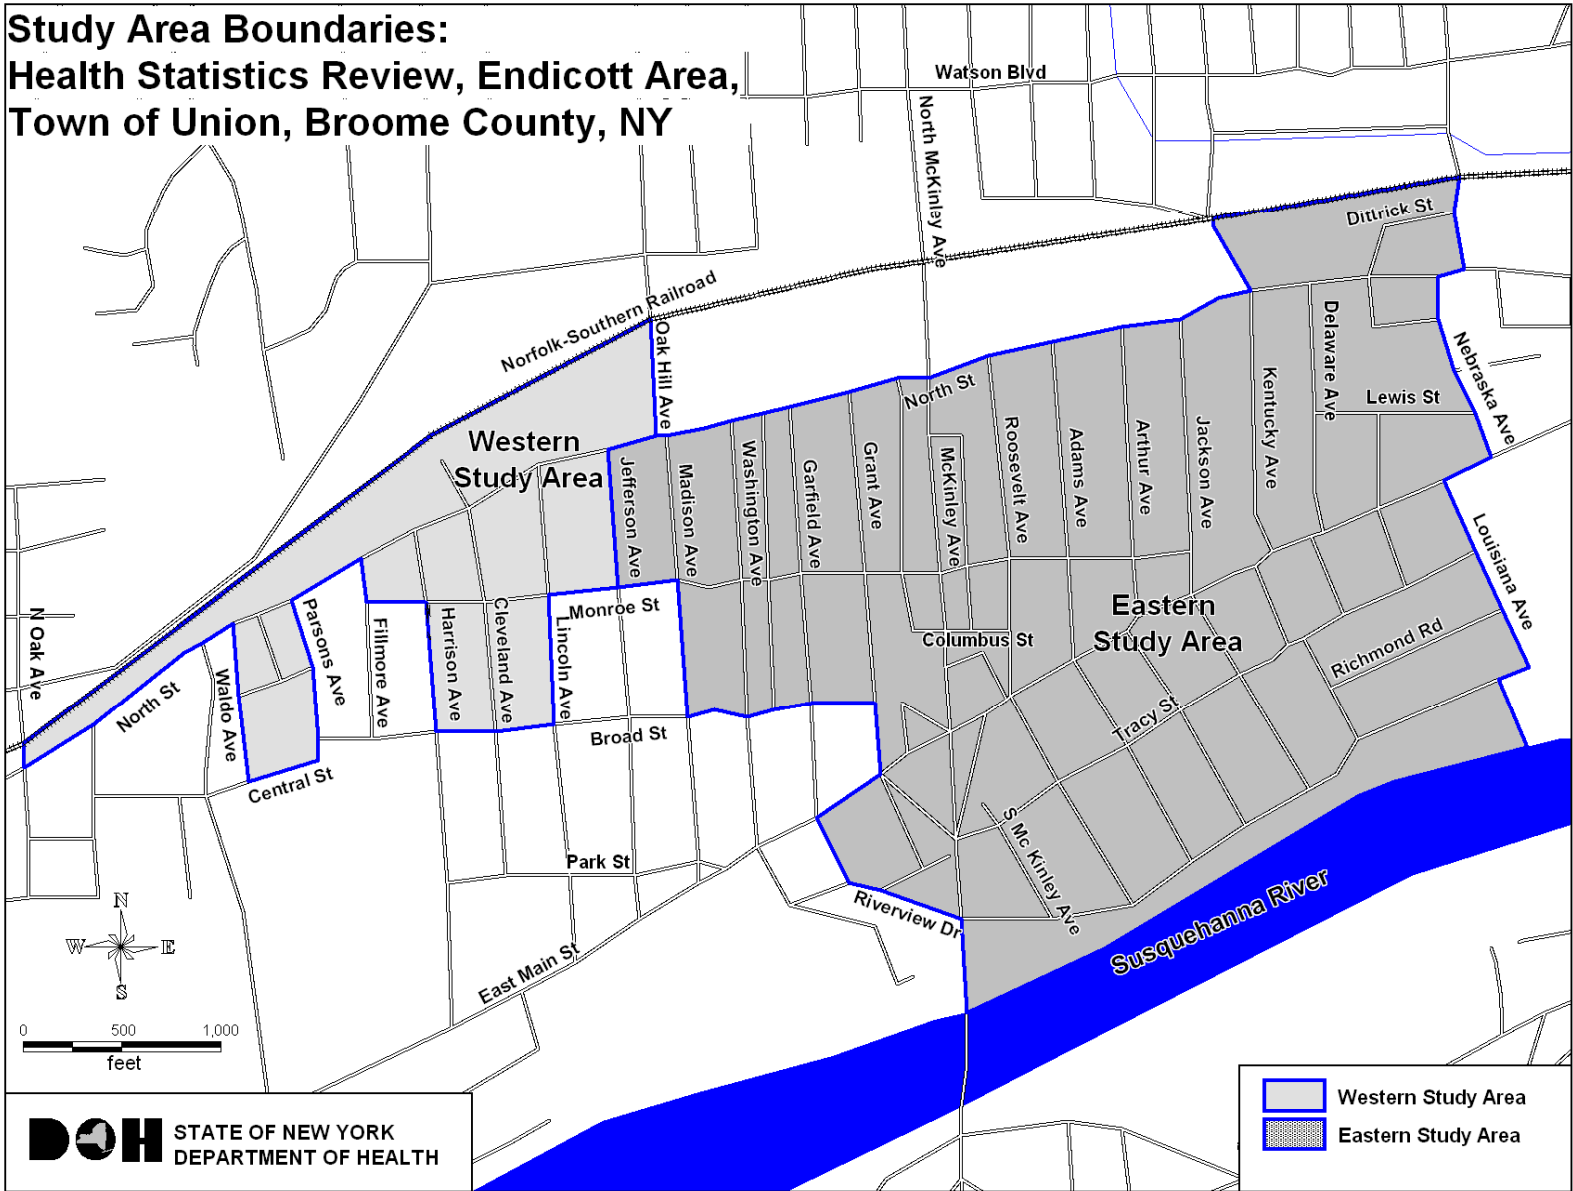 Study Area Boundaries:
Health Statistics Review, Endicott Area,
Town of Union, Broome County, NY
Watson Blvd
North McKinley Ave
Dittrick St
Norfolk-Southern Railroad
Oak Hill Ave
North St
Delaware Ave
Nebraska Ave
Kentucky Ave
Lewis St
Western
Study Area
Jefferson Ave
Madison Ave
Washington Ave
Garfield Ave
Grant Ave
McKinley Ave
Roosevelt Ave
Adams Ave
Arthur Ave
Jackson Ave
Louisiana Ave
N Oak Ave
North St
Waldo Ave
Parsons Ave
Fillmore Ave
Harrison Ave
Cleveland Ave
Lincoln Ave
Monroe St
Columbus St
Eastern
Study Area
Richmond Rd
Tracy St
Broad St
Central St
Park St
S Mc Kinley Ave
Riverview Dr
East Main St
Susquehanna River
N
W
E
S
0 500 1,000
feet
DOH
STATE OF NEW YORK
DEPARTMENT OF HEALTH
Western Study Area
Eastern Study Area